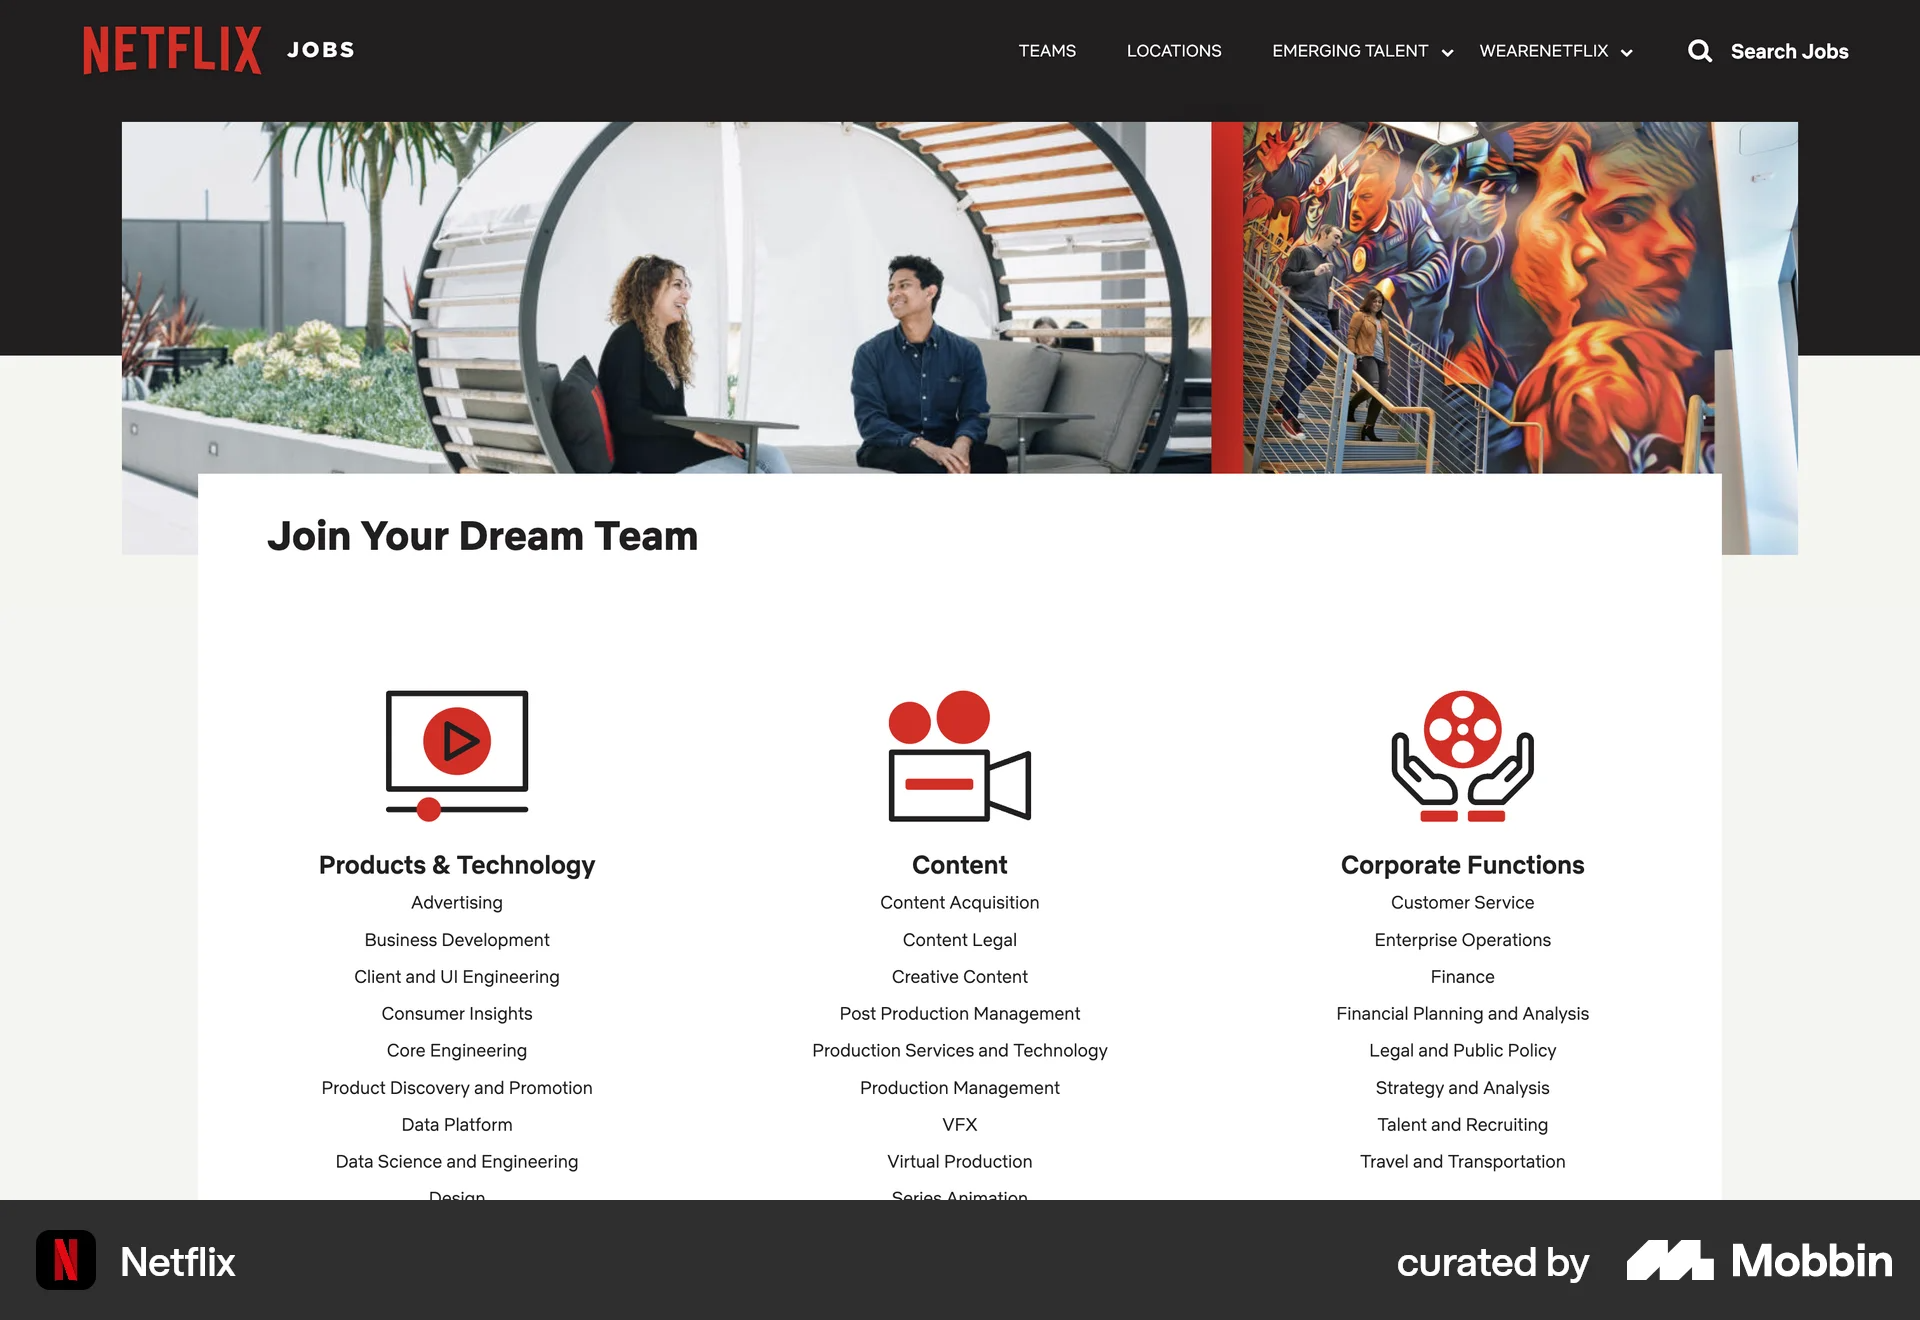 NETFLIX JOBS
TEAMS LOCATIONS EMERGING TALENT WEARENETFLIX Search Jobs
Join Your Dream Team
Products & Technology
Advertising
Business Development
Client and UI Engineering
Consumer Insights
Core Engineering
Product Discovery and Promotion
Data Platform
Data Science and Engineering
Design
Content
Content Acquisition
Content Legal
Creative Content
Post Production Management
Production Services and Technology
Production Management
VFX
Virtual Production
Series Animation
Corporate Functions
Customer Service
Enterprise Operations
Finance
Financial Planning and Analysis
Legal and Public Policy
Strategy and Analysis
Talent and Recruiting
Travel and Transportation
N Netflix
curated by Mobbin